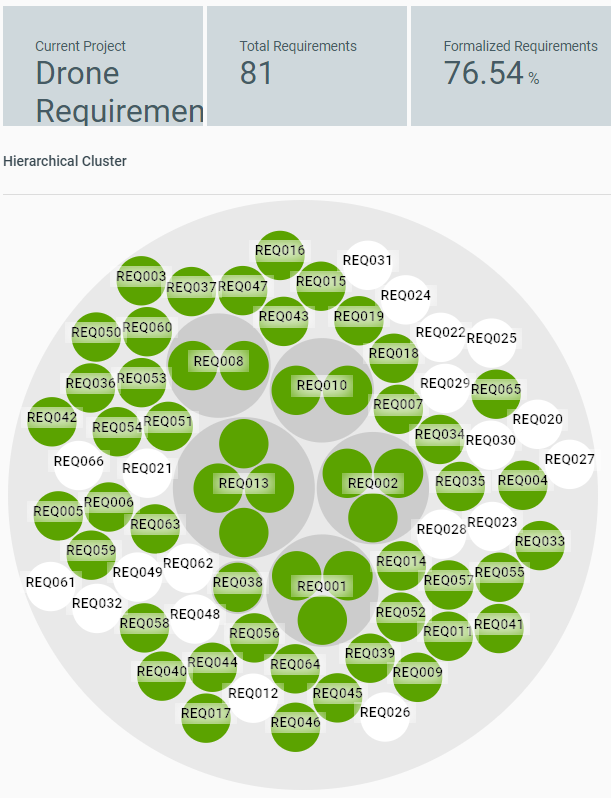 Current Project
Drone
Requiremen
Total Requirements
81
Formalized Requirements
76.54 %
Hierarchical Cluster
REQ016
REQ031
REQ003
REQ037
REQ047
REQ015
REQ024
REQ043
REQ019
REQ050
REQ060
REQ022
REQ025
REQ018
REQ008
REQ036
REQ053
REQ010
REQ029
REQ065
REQ007
REQ042
REQ054
REQ051
REQ034
REQ020
REQ030
REQ066
REQ021
REQ027
REQ013
REQ002
REQ035
REQ004
REQ005
REQ006
REQ063
REQ028
REQ023
REQ033
REQ059
REQ062
REQ014
REQ061
REQ049
REQ038
REQ001
REQ057
REQ055
REQ032
REQ058
REQ048
REQ052
REQ056
REQ011
REQ041
REQ040
REQ044
REQ064
REQ039
REQ009
REQ012
REQ045
REQ017
REQ046
REQ026